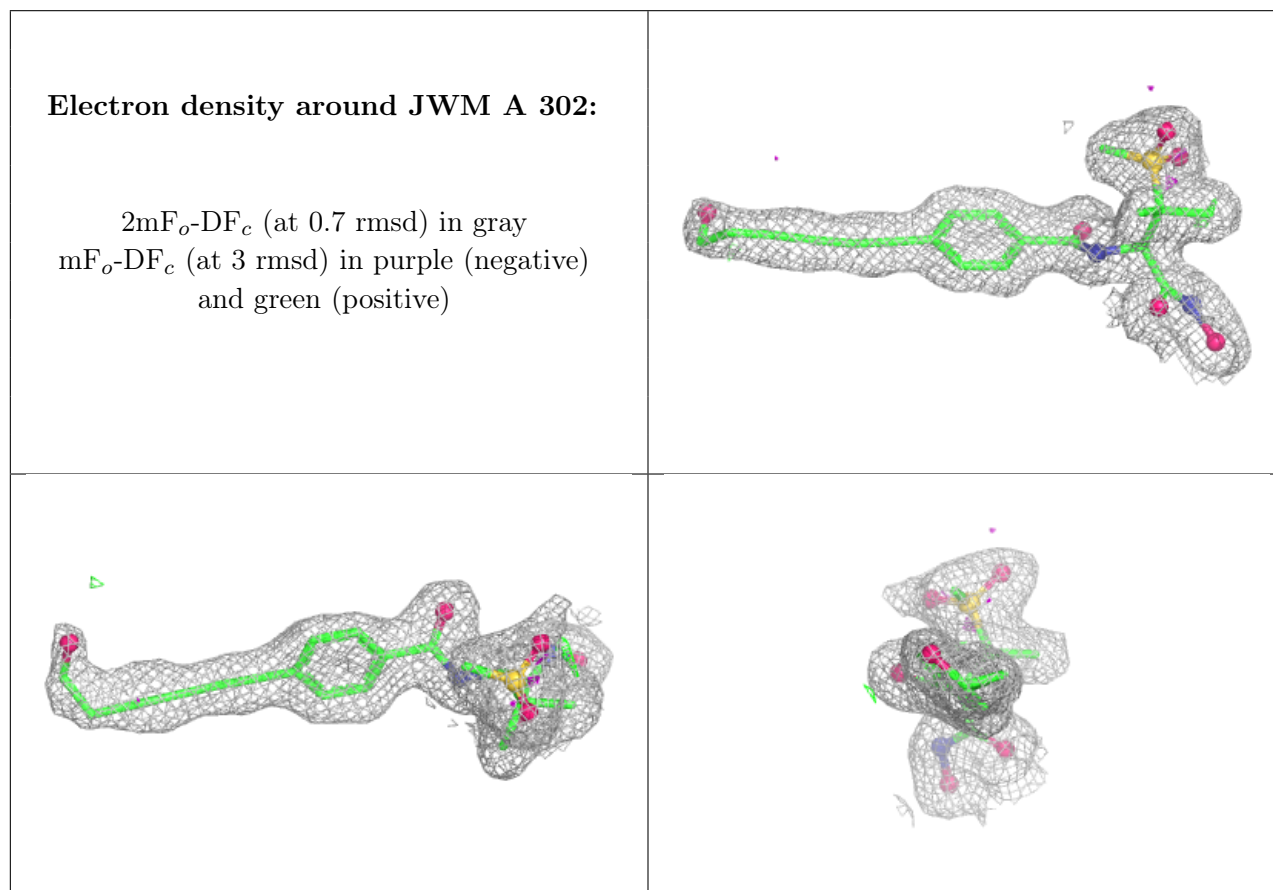 Electron density around JWM A 302:
2mFo-DFc (at 0.7 rmsd) in gray
mFo-DFc (at 3 rmsd) in purple (negative)
and green (positive)